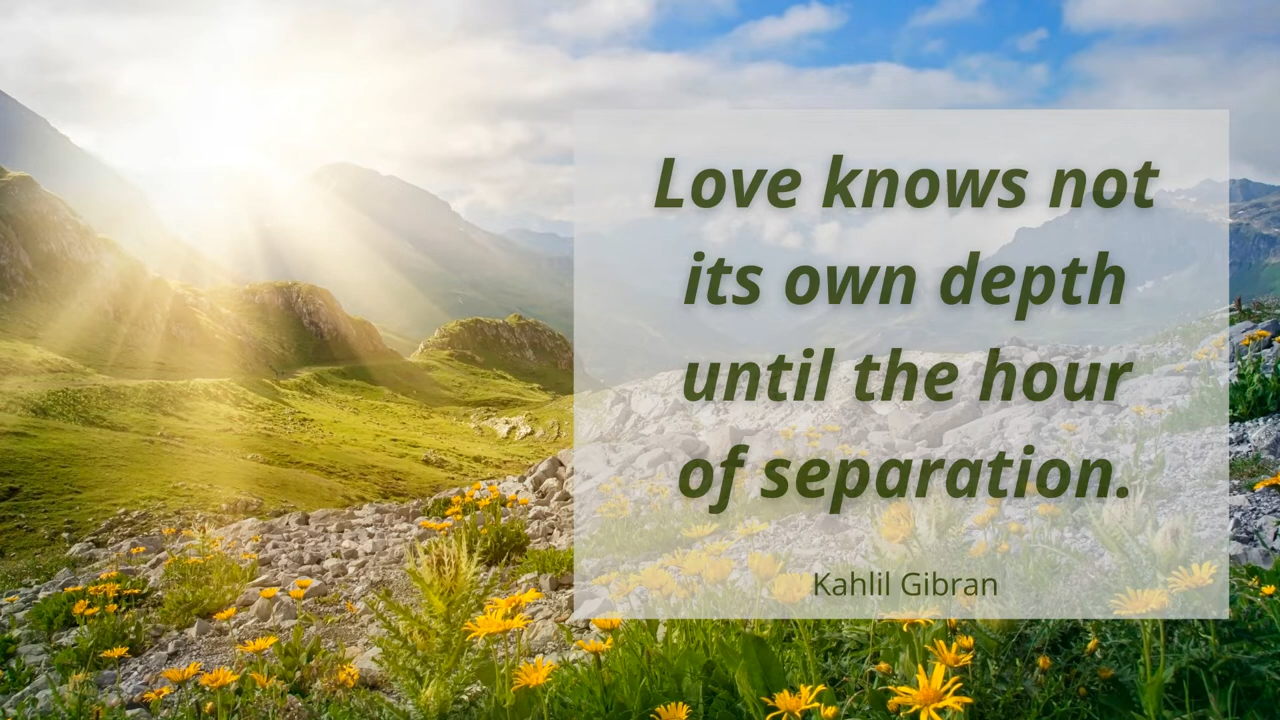 Love knows not
its own depth
until the hour
of separation.
Kahlil Gibran